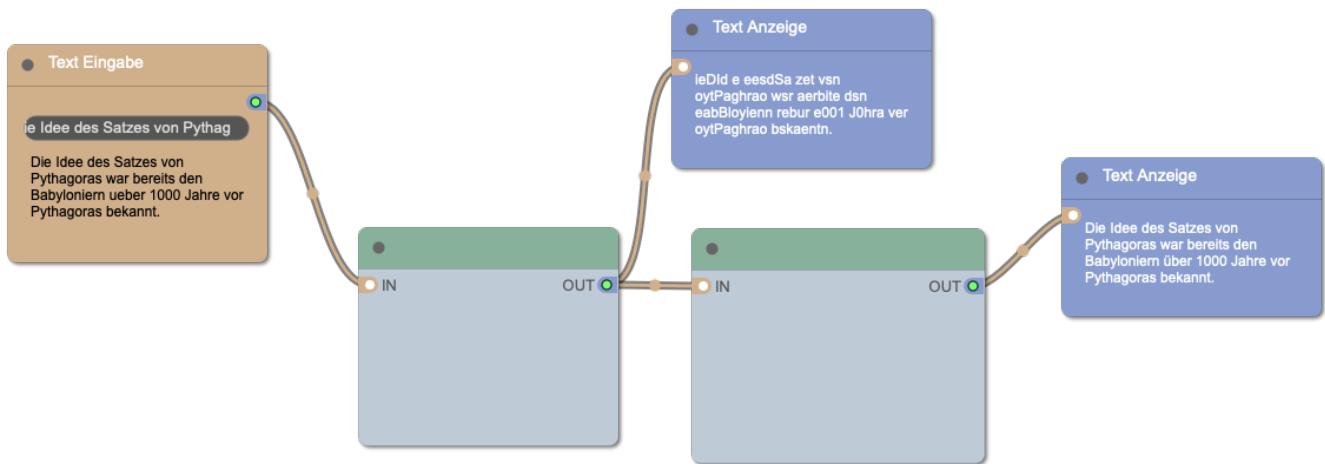 Text Eingabe
ie Idee des Satzes von Pythag
Die Idee des Satzes von
Pythagoras war bereits den
Babyloniern ueber 1000 Jahre vor
Pythagoras bekannt.
IN
OUT
Text Anzeige
ieDId e eesdSa zet vsn
oytPaghrao wsr aerbite dsn
eabBloyienn rebur e001 J0hra ver
oytPaghrao bskaentn.
IN
OUT
Text Anzeige
Die Idee des Satzes von
Pythagoras war bereits den
Babyloniern über 1000 Jahre vor
Pythagoras bekannt.